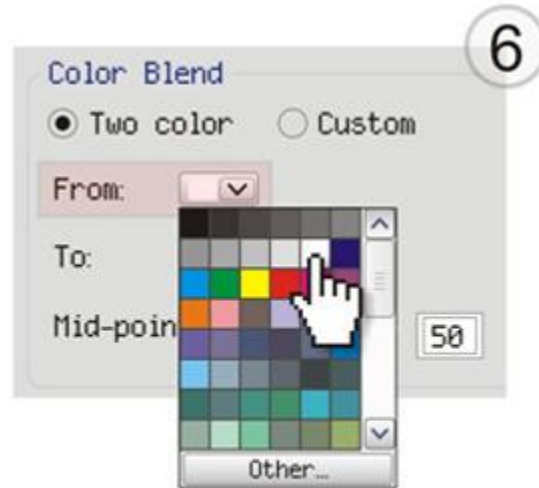 6
Color Blend
Two color Custom
From:
To:
Mid-poin
50
Other...